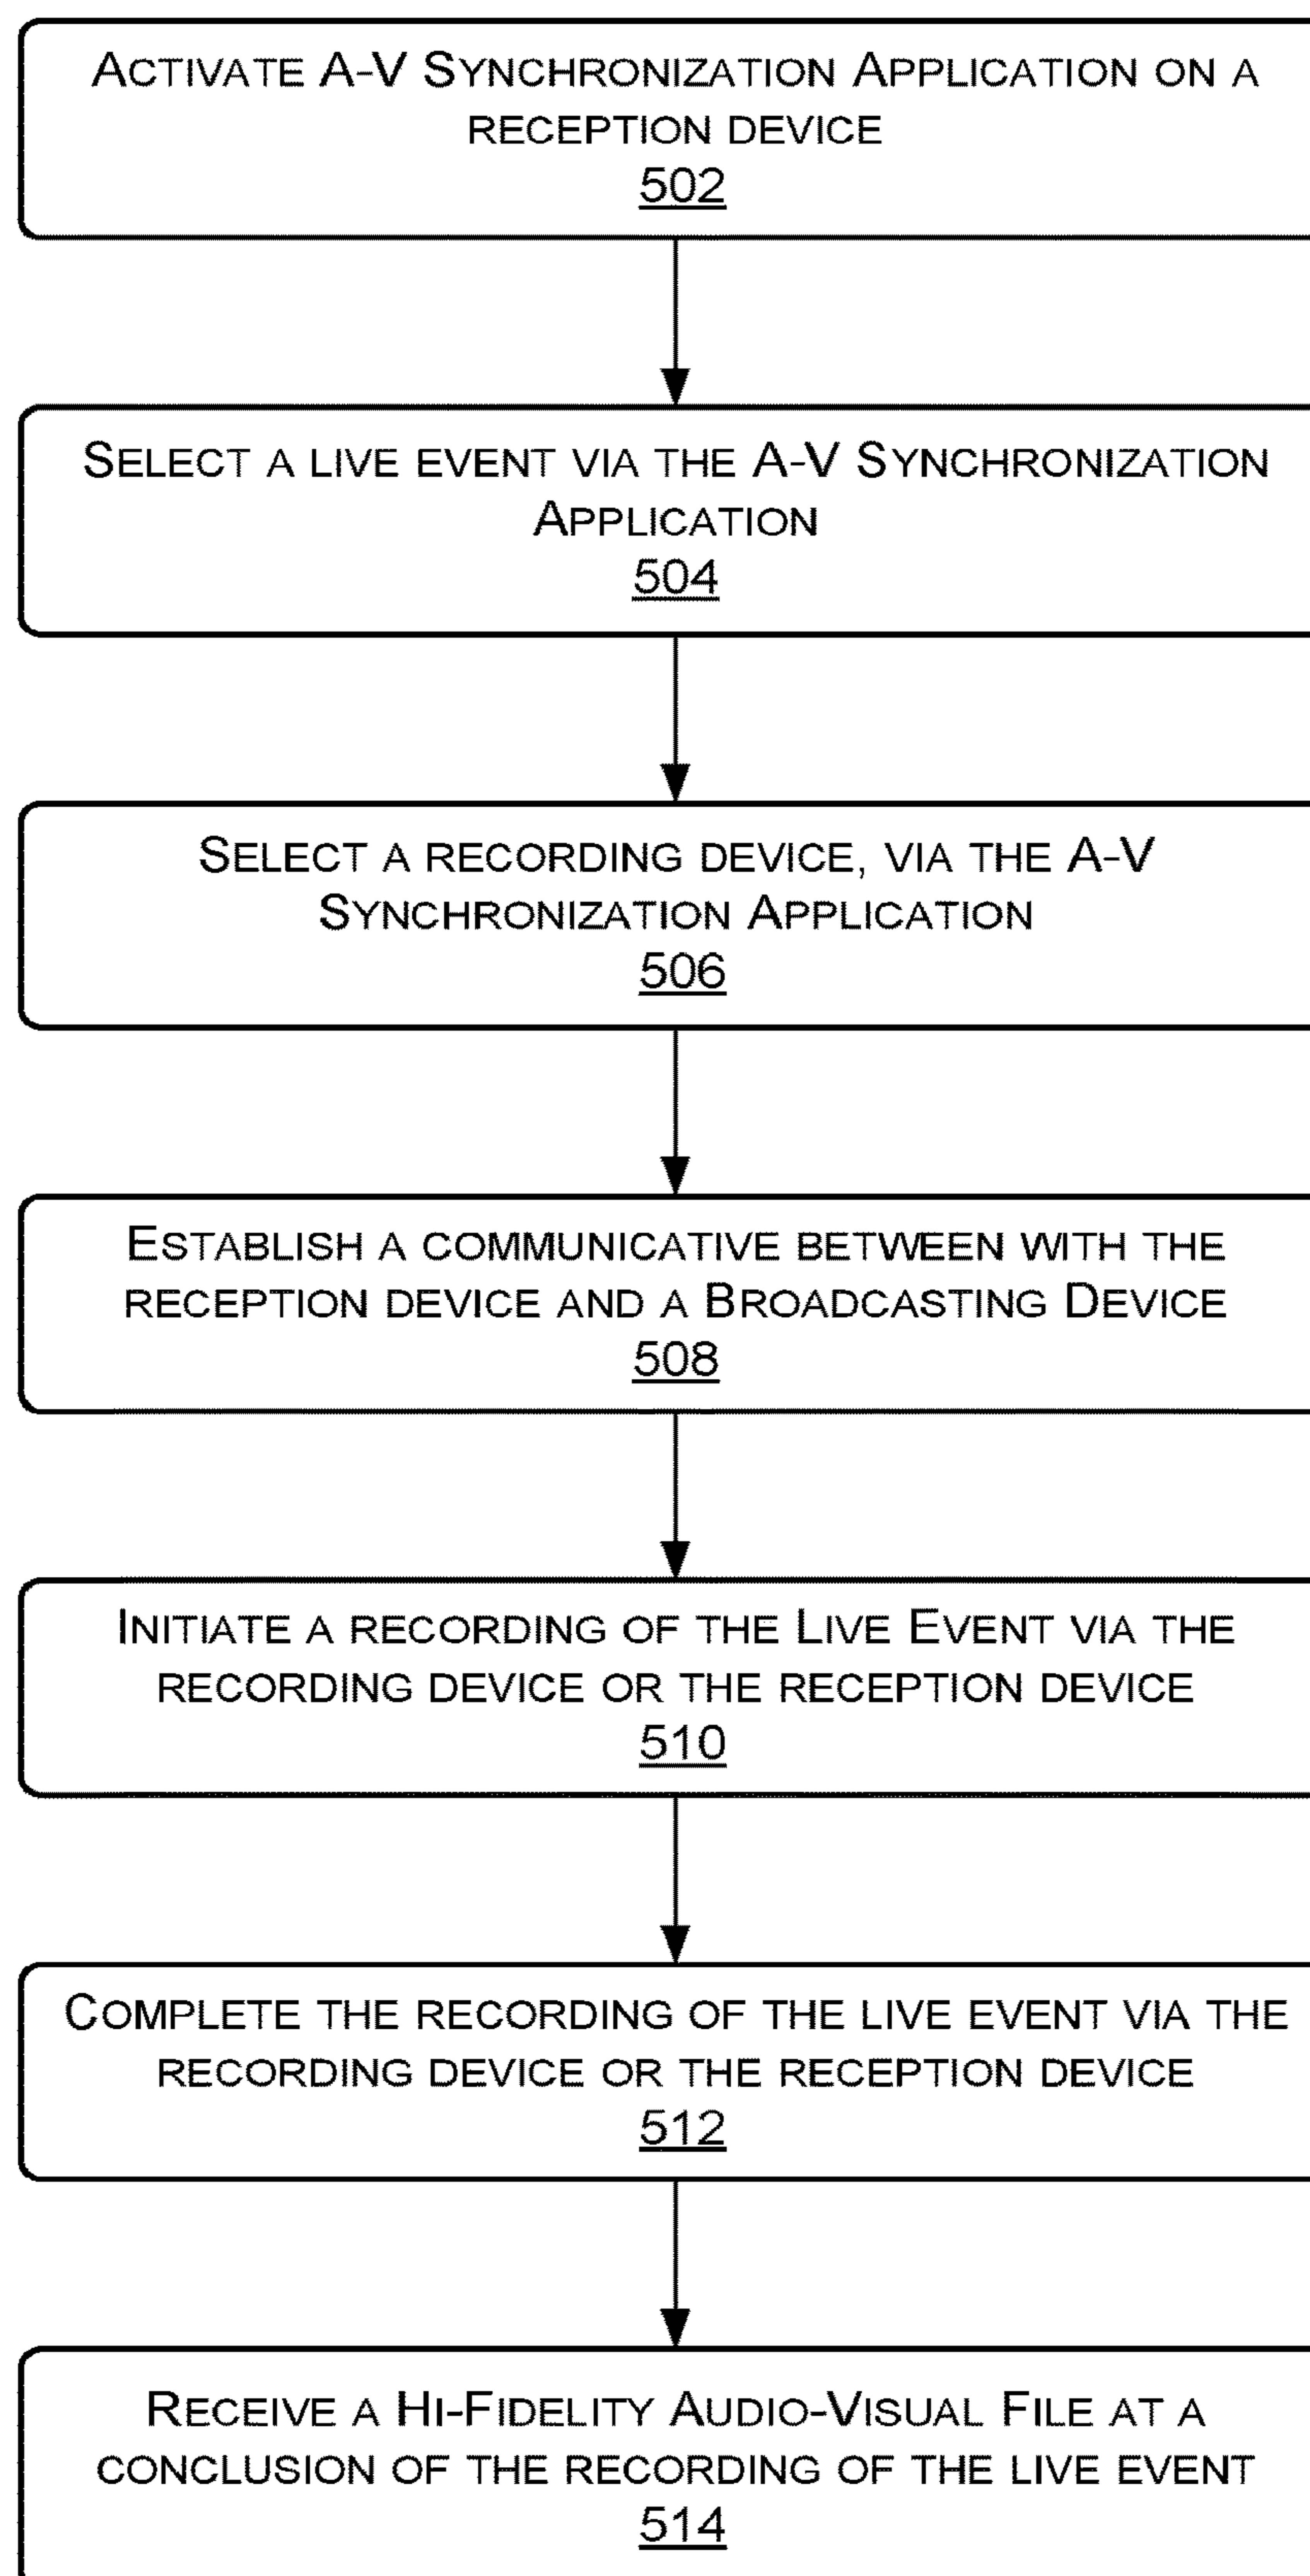 ACTIVATE A-V SYNCHRONIZATION APPLICATION ON A
RECEPTION DEVICE
502
SELECT A LIVE EVENT VIA THE A-V SYNCHRONIZATION
APPLICATION
504
SELECT A RECORDING DEVICE, VIA THE A-V
SYNCHRONIZATION APPLICATION
506
ESTABLISH A COMMUNICATIVE BETWEEN WITH THE
RECEPTION DEVICE AND A BROADCASTING DEVICE
508
INITIATE A RECORDING OF THE LIVE EVENT VIA THE
RECORDING DEVICE OR THE RECEPTION DEVICE
510
COMPLETE THE RECORDING OF THE LIVE EVENT VIA THE
RECORDING DEVICE OR THE RECEPTION DEVICE
512
RECEIVE A HI-FIDELITY AUDIO-VISUAL FILE AT A
CONCLUSION OF THE RECORDING OF THE LIVE EVENT
514